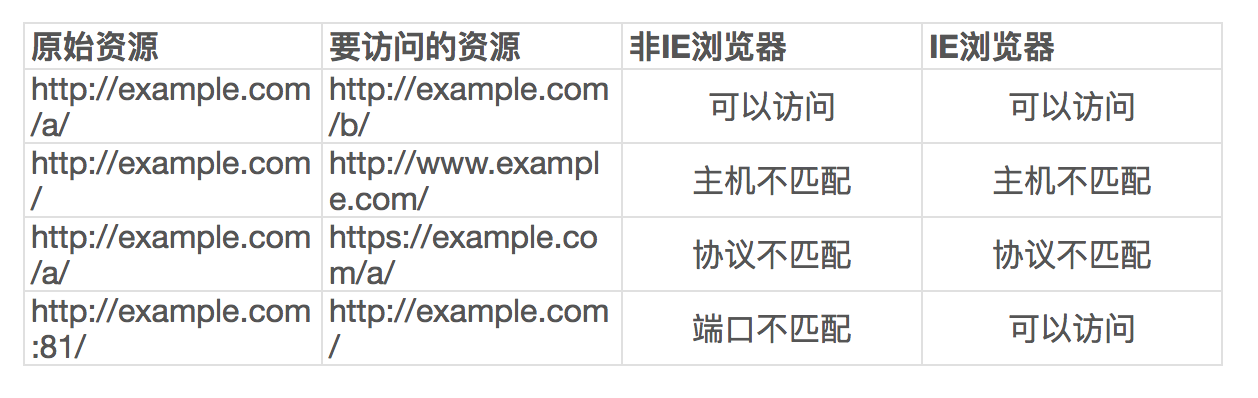 原始资源 要访问的资源 非IE浏览器 IE浏览器
http://example.com http://example.com
/a/ /b/ 可以访问 可以访问
http://example.com http://www.exampl
/ e.com/ 主机不匹配 主机不匹配
http://example.com https://example.co
/a/ m/a/ 协议不匹配 协议不匹配
http://example.com http://example.com
:81/ / 端口不匹配 可以访问